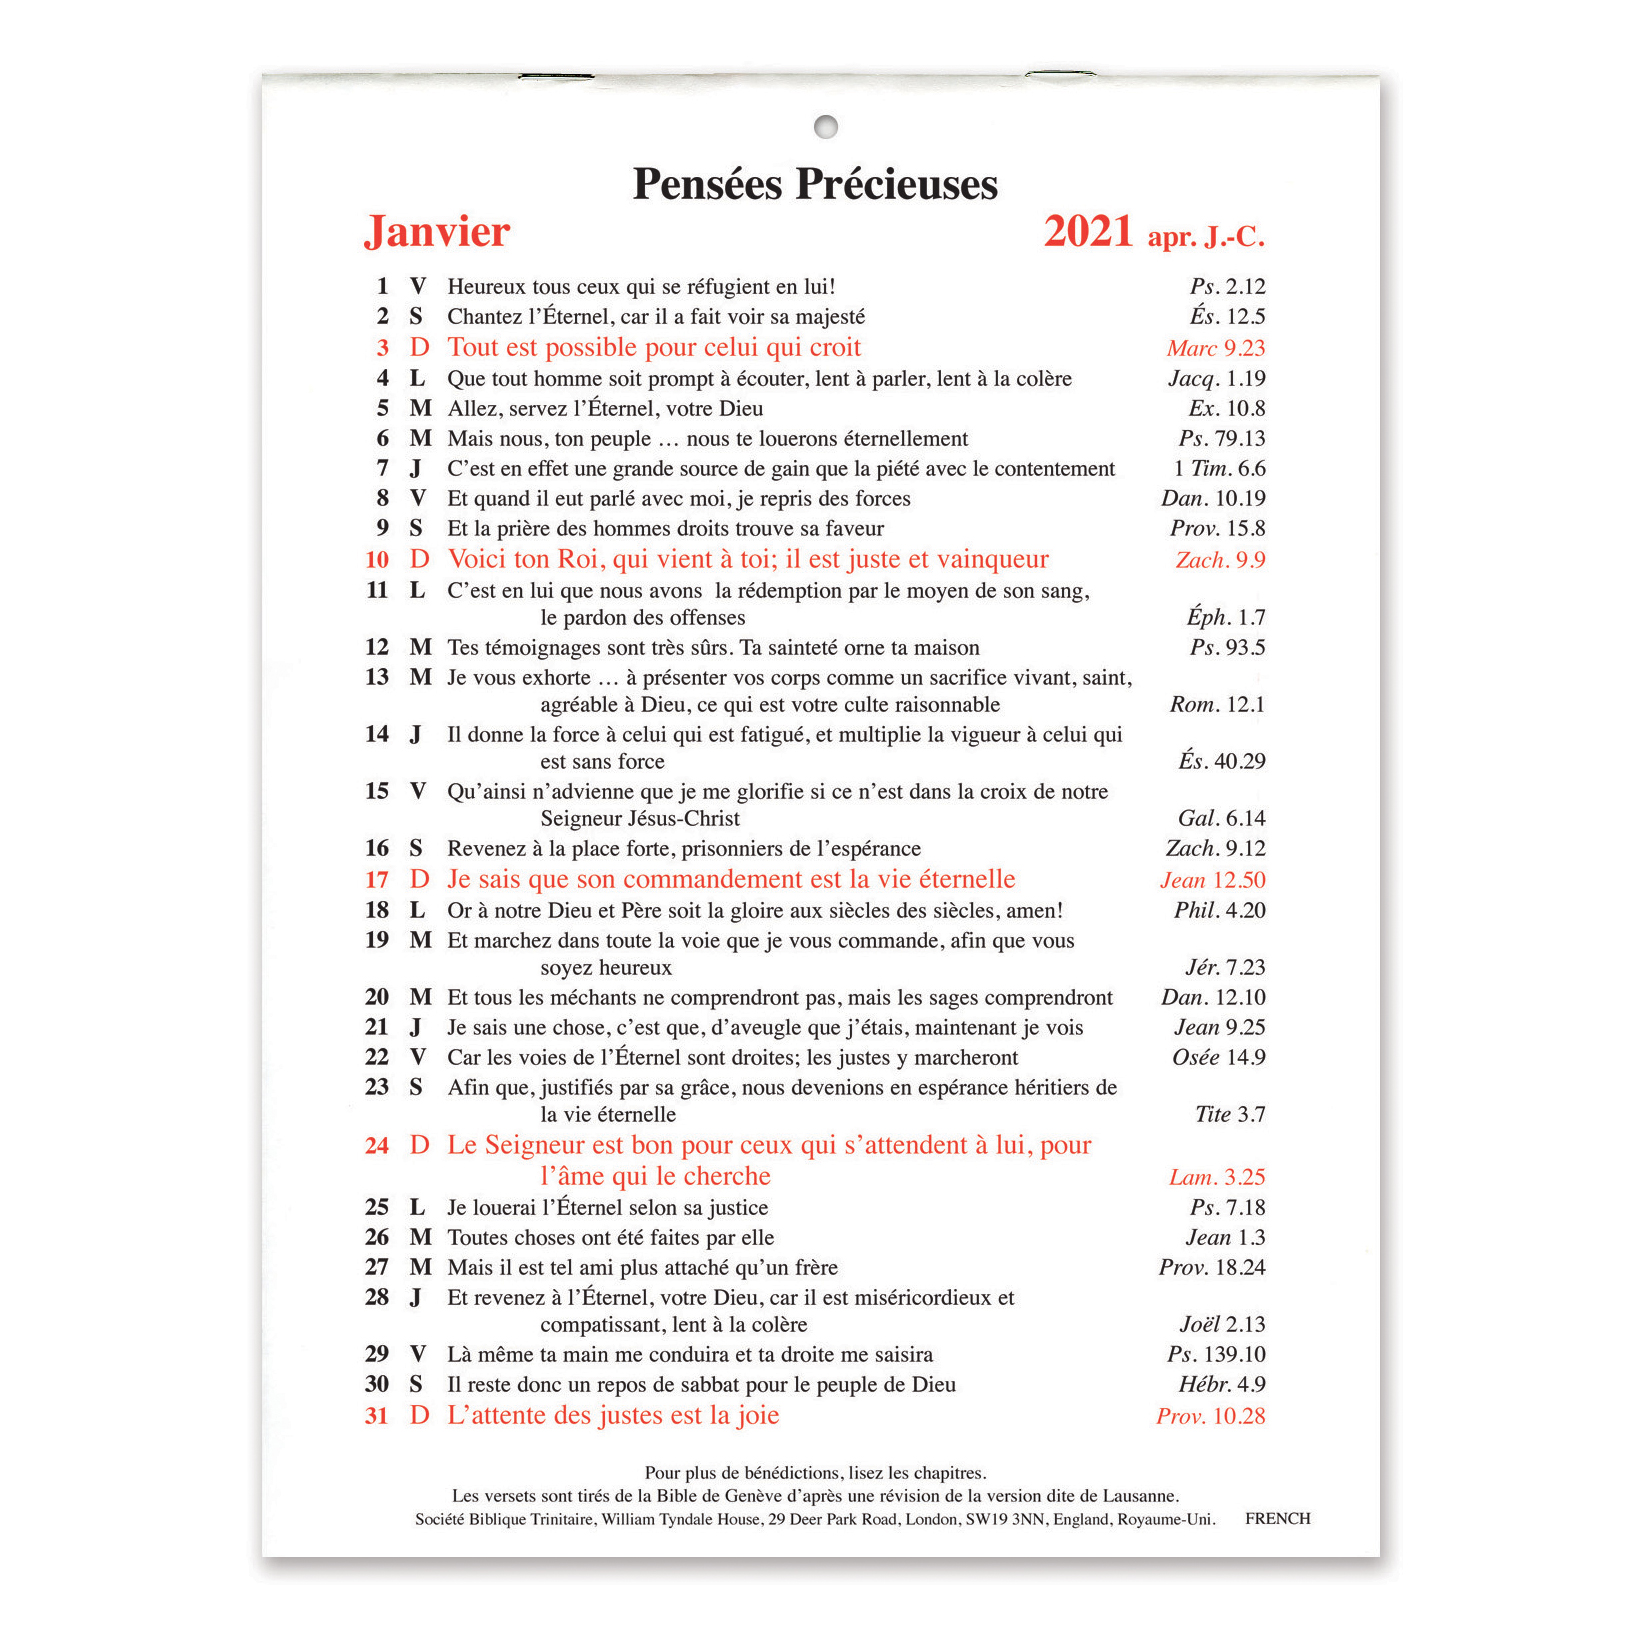 Pensées Précieuses
Janvier 2021 apr. J.-C.
1 V Heureux tous ceux qui se réfugient en lui! Ps. 2.12
2 S Chantez l’Éternel, car il a fait voir sa majesté És. 12.5
3 D Tout est possible pour celui qui croit Marc 9.23
4 L Que tout homme soit prompt à écouter, lent à parler, lent à la colère Jacq. 1.19
5 M Allez, servez l’Éternel, votre Dieu Ex. 10.8
6 M Mais nous, ton peuple … nous te louerons éternellement Ps. 79.13
7 J C’est en effet une grande source de gain que la piété avec le contentement 1 Tim. 6.6
8 V Et quand il eut parlé avec moi, je repris des forces Dan. 10.19
9 S Et la prière des hommes droits trouve sa faveur Prov. 15.8
10 D Voici ton Roi, qui vient à toi; il est juste et vainqueur Zach. 9.9
11 L C’est en lui que nous avons la rédemption par le moyen de son sang,
le pardon des offenses Éph. 1.7
12 M Tes témoignages sont très sûrs. Ta sainteté orne ta maison Ps. 93.5
13 M Je vous exhorte … à présenter vos corps comme un sacrifice vivant, saint,
agréable à Dieu, ce qui est votre culte raisonnable Rom. 12.1
14 J Il donne la force à celui qui est fatigué, et multiplie la vigueur à celui qui
est sans force És. 40.29
15 V Qu’ainsi n’advienne que je me glorifie si ce n’est dans la croix de notre
Seigneur Jésus-Christ Gal. 6.14
16 S Revenez à la place forte, prisonniers de l’espérance Zach. 9.12
17 D Je sais que son commandement est la vie éternelle Jean 12.50
18 L Or à notre Dieu et Père soit la gloire aux siècles des siècles, amen! Phil. 4.20
19 M Et marchez dans toute la voie que je vous commande, afin que vous
soyez heureux Jér. 7.23
20 M Et tous les méchants ne comprendront pas, mais les sages comprendront Dan. 12.10
21 J Je sais une chose, c’est que, d’aveugle que j’étais, maintenant je vois Jean 9.25
22 V Car les voies de l’Éternel sont droites; les justes y marcheront Osée 14.9
23 S Afin que, justifiés par sa grâce, nous devenions en espérance héritiers de
la vie éternelle Tite 3.7
24 D Le Seigneur est bon pour ceux qui s’attendent à lui, pour
l’âme qui le cherche Lam. 3.25
25 L Je louerai l’Éternel selon sa justice Ps. 7.18
26 M Toutes choses ont été faites par elle Jean 1.3
27 M Mais il est tel ami plus attaché qu’un frère Prov. 18.24
28 J Et revenez à l’Éternel, votre Dieu, car il est miséricordieux et
compatissant, lent à la colère Joël 2.13
29 V Là même ta main me conduira et ta droite me saisira Ps. 139.10
30 S Il reste donc un repos de sabbat pour le peuple de Dieu Hébr. 4.9
31 D L’attente des justes est la joie Prov. 10.28
Pour plus de bénédictions, lisez les chapitres.
Les versets sont tirés de la Bible de Genève d’après une révision de la version dite de Lausanne.
Société Biblique Trinitaire, William Tyndale House, 29 Deer Park Road, London, SW19 3NN, England, Royaume-Uni. FRENCH